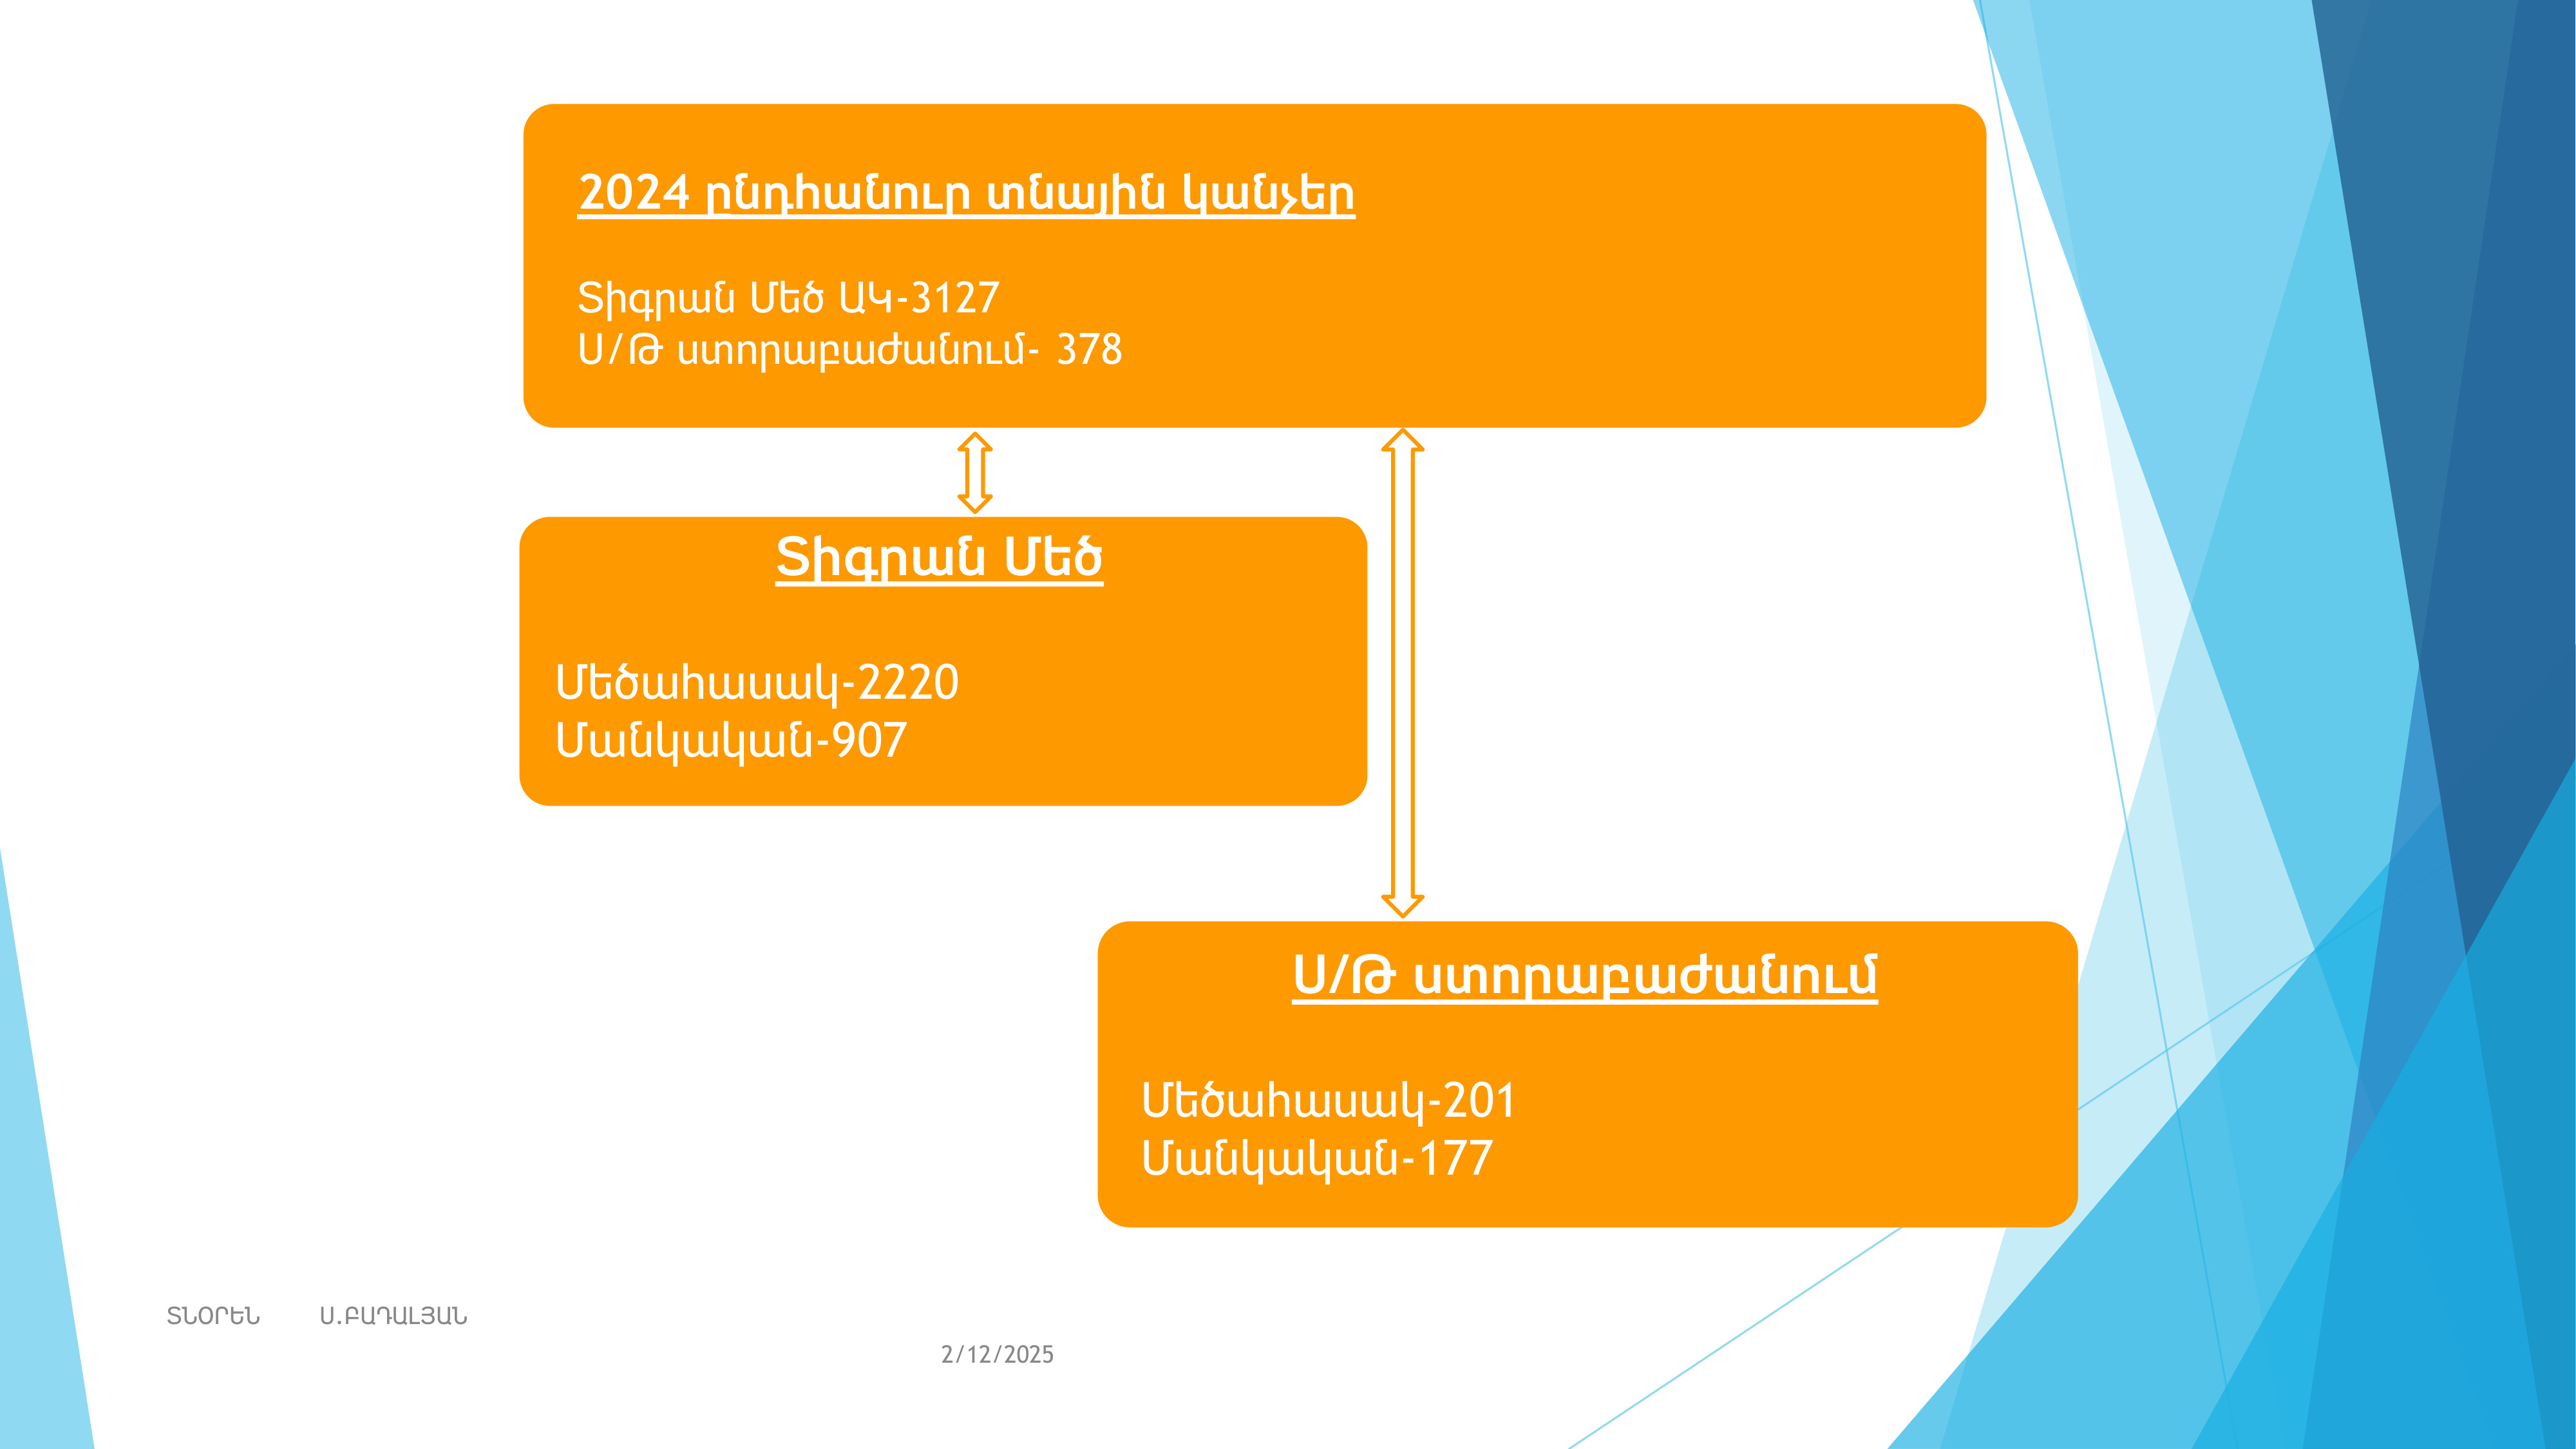 2024 ընդհանուր տնային կանչեր
Տիգրան Մեծ ԱԿ-3127
Ս/Թ ստորաբաժանում- 378
Տիգրան Մեծ
Մեծահասակ-2220
Մանկական-907
Ս/Թ ստորաբաժանում
Մեծահասակ-201
Մանկական-177
ՏՆՕՐԵՆ Ս.ԲԱԴԱԼՅԱՆ
2/12/2025